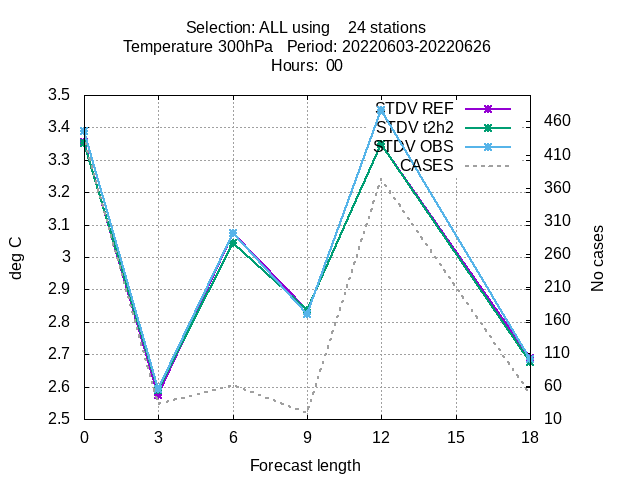 Selection: ALL using    24 stations
Temperature 300hPa   Period: 20220603-20220626
Hours:  00
deg C
3.5
3.4
3.3
3.2
3.1
3
2.9
2.8
2.7
2.6
2.5
STDV REF
STDV t2h2
STDV OBS
CASES
460
410
360
310
260
210
160
110
60
10
No cases
0 3 6 9 12 15 18
Forecast length